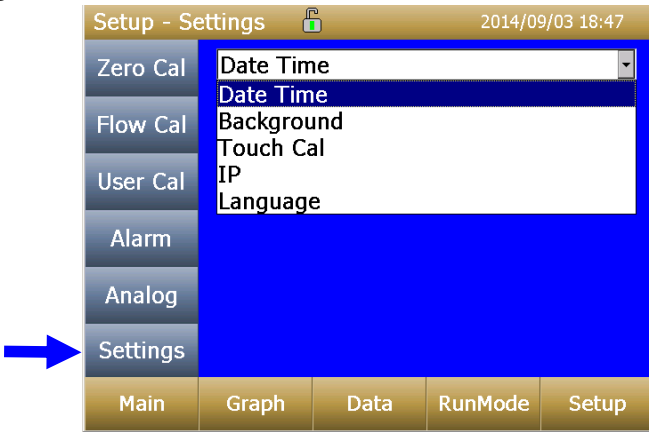 Setup - Settings
2014/09/03 18:47
Zero Cal
Flow Cal
User Cal
Alarm
Analog
Settings
Date Time
Date Time
Background
Touch Cal
IP
Language
Main
Graph
Data
RunMode
Setup